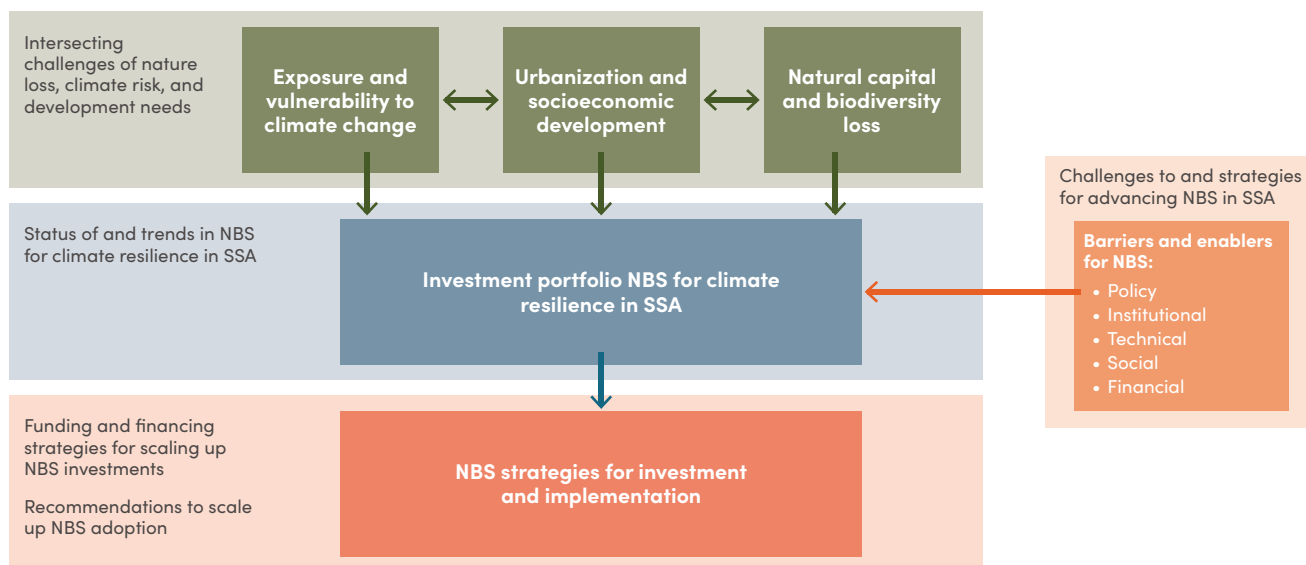 Intersecting
challenges of nature
loss, climate risk, and
development needs
Exposure and
vulnerability to
climate change
Urbanization and
socioeconomic
development
Natural capital
and biodiversity
loss
Challenges to and strategies
for advancing NBS in SSA
Barriers and enablers
for NBS:
• Policy
• Institutional
• Technical
• Social
• Financial
Status of and trends in NBS
for climate resilience in SSA
Investment portfolio NBS for climate
resilience in SSA
Funding and financing
strategies for scaling up
NBS investments
Recommendations to scale
up NBS adoption
NBS strategies for investment
and implementation